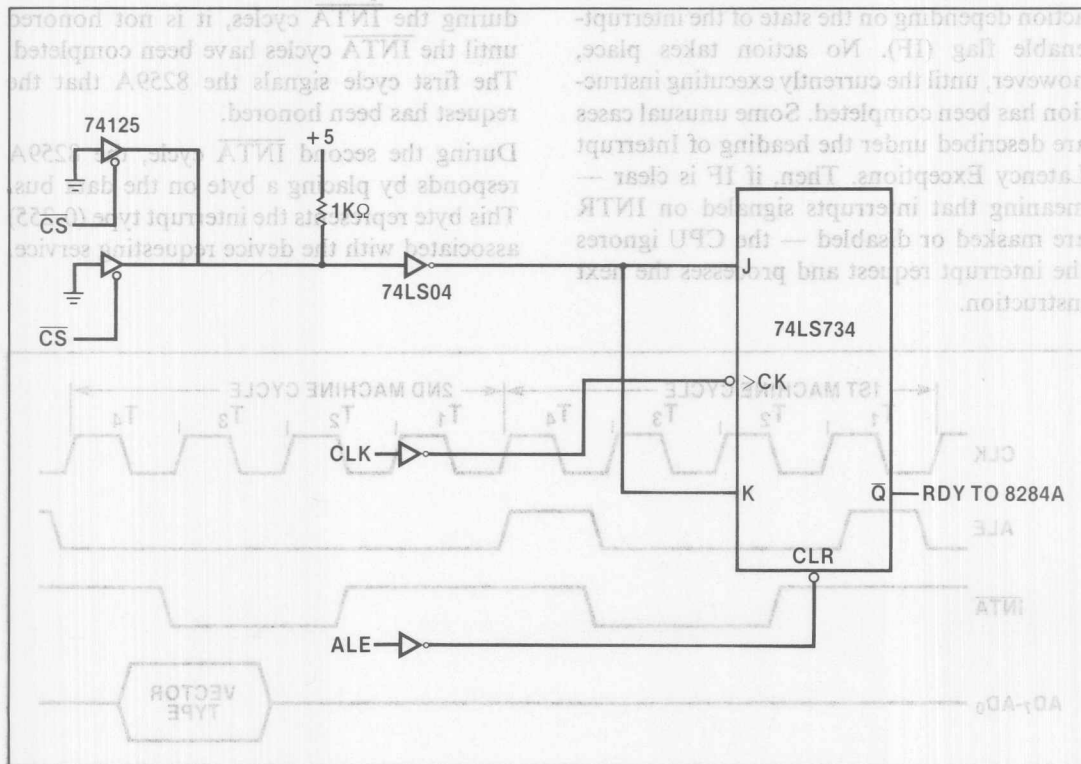 action depending on the state of the interrupt-
enable flag (IF). No action takes place,
however, until the currently executing instruc-
tion has been completed. Some unusual cases
are described under the heading of Interrupt
Latency Exceptions. Then, if IF is clear —
meaning that interrupts signaled on INTR
are masked or disabled — the CPU ignores
the interrupt request and processes the next
instruction.
during the INTA cycles, it is not honored
until the INTA cycles have been completed.
The first cycle signals the 8259A that the
request has been honored.
During the second INTA cycle, the 8259A
responds by placing a byte on the data bus.
This byte represents the interrupt type (0-255)
associated with the device requesting service.
74125
+5
1KΩ
CS
CS
74LS04
J
74LS734
>CK
CLK
K
Q
RDY TO 8284A
CLR
ALE
1ST MACHINE CYCLE
2ND MACHINE CYCLE
T1
T2
T3
T4
T1
T2
T3
T4
CLK
ALE
INTA
AD7-AD0
VECTOR
TYPE